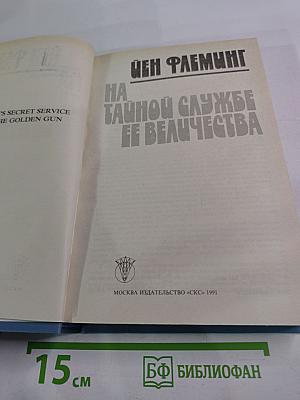 'S SECRET SERVICE
HE GOLDEN GUN
ЙЕН ФЛЕМИНГ
НА
ТАЙНОЙ СЛУЖБЕ
ЕЕ ВЕЛИЧЕСТВА
МОСКВА ИЗДАТЕЛЬСТВО «СКС» 1991
15 см
БФ БИБЛИОФАН